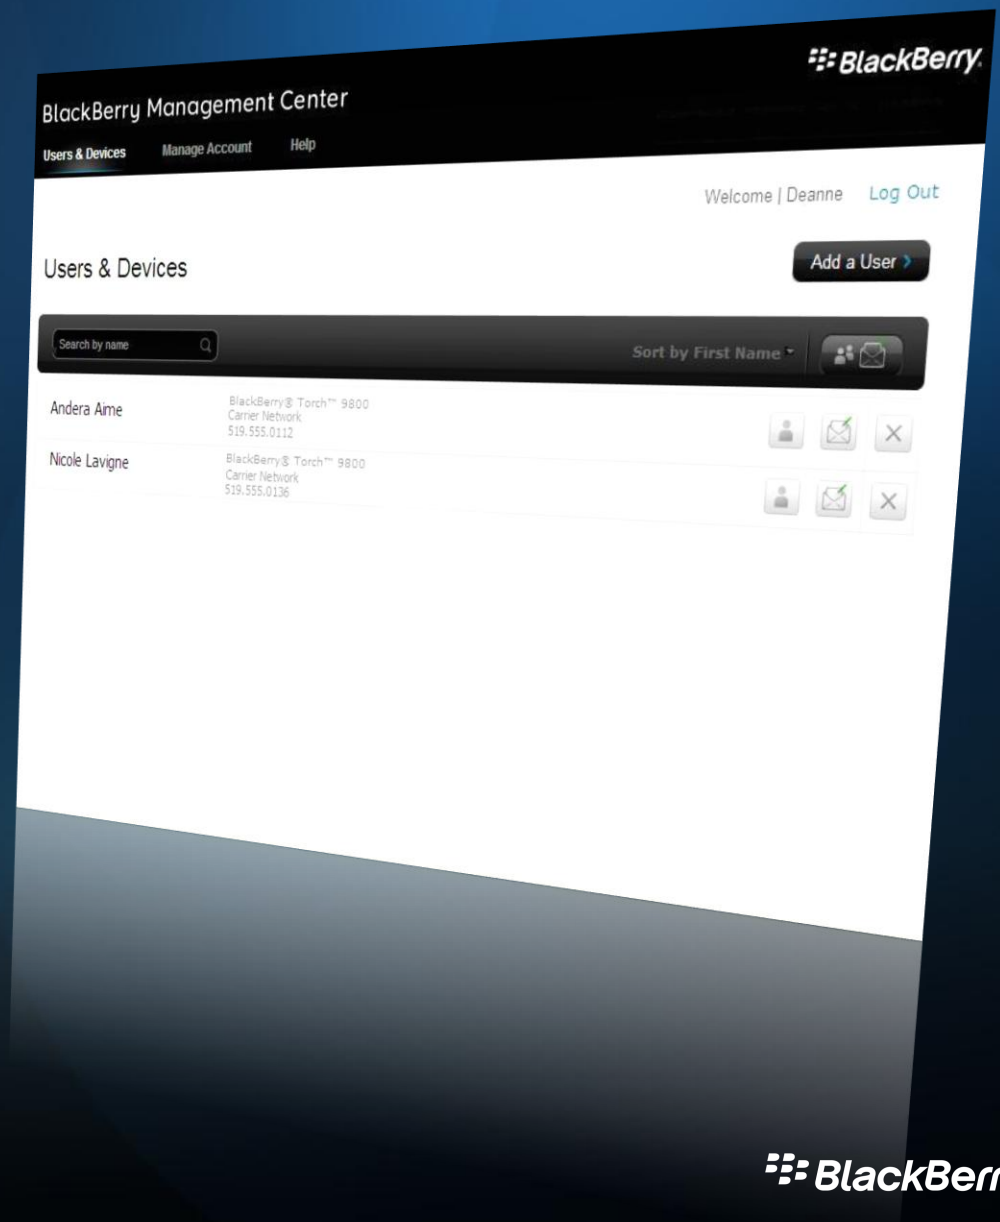 BlackBerry
BlackBerry Management Center
Users & Devices Manage Account Help
Welcome | Deanne Log Out
Users & Devices
Add a User >
Search by name
Sort by First Name
Andera Aime
BlackBerry® Torch™ 9800
Carrier Network
519.555.0112
Nicole Lavigne
BlackBerry® Torch™ 9800
Carrier Network
519.555.0136
BlackBerr